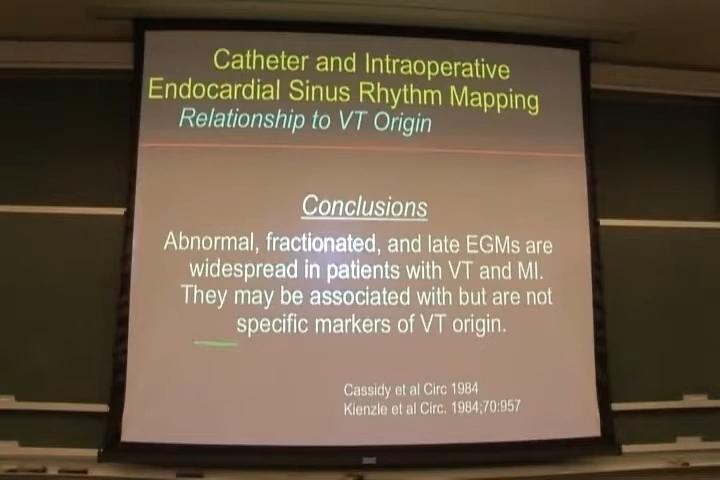 Catheter and Intraoperative
Endocardial Sinus Rhythm Mapping
Relationship to VT Origin
Conclusions
Abnormal, fractionated, and late EGMs are
widespread in patients with VT and MI.
They may be associated with but are not
specific markers of VT origin.
Cassidy et al Circ 1984
Kienzle et al Circ. 1984;70:957